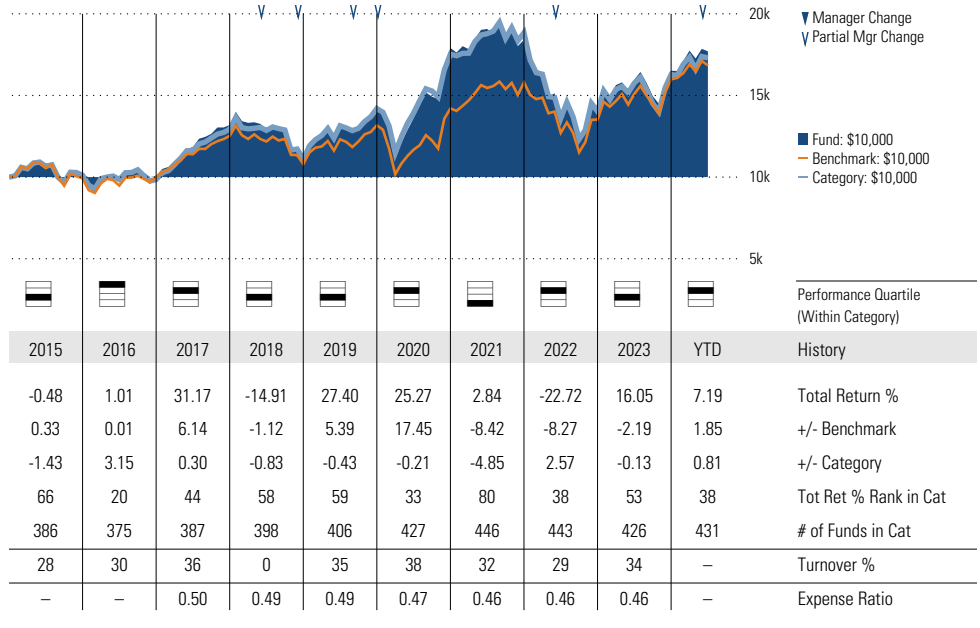 20k
Manager Change
Partial Mgr Change
15k
Fund: $10,000
Benchmark: $10,000
Category: $10,000
10k
5k
Performance Quartile
(Within Category)
2015 2016 2017 2018 2019 2020 2021 2022 2023 YTD History
-0.48 1.01 31.17 -14.91 27.40 25.27 2.84 -22.72 16.05 7.19 Total Return %
0.33 0.01 6.14 -1.12 5.39 17.45 -8.42 -8.27 -2.19 1.85 +/- Benchmark
-1.43 3.15 0.30 -0.83 -0.43 -0.21 -4.85 2.57 -0.13 0.81 +/- Category
66 20 44 58 59 33 80 38 53 38 Tot Ret % Rank in Cat
386 375 387 398 406 427 446 443 426 431 # of Funds in Cat
28 30 36 0 35 38 32 29 34 – Turnover %
– – 0.50 0.49 0.49 0.47 0.46 0.46 0.46 – Expense Ratio